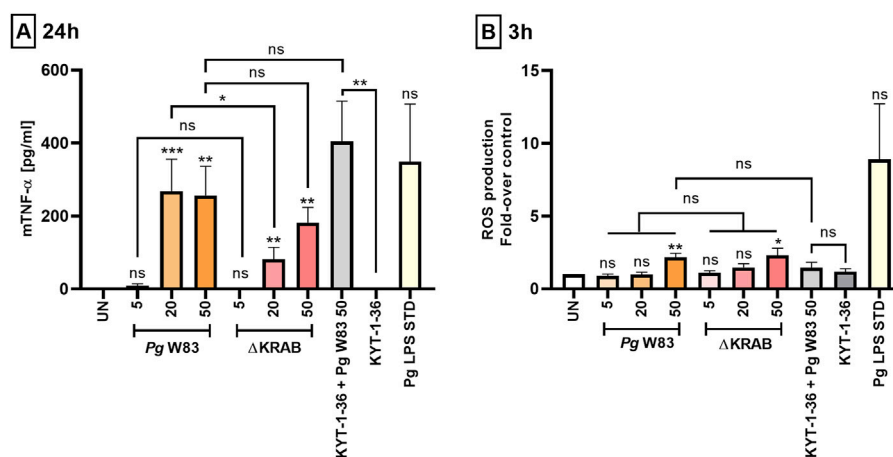 A 24h
mTNF-α [pg/ml]
600
400
200
0
ns
ns
*
ns
**
ns
ns
***
**
ns
**
**
UN
5
20
50
5
20
50
KYT-1-36 + Pg W83 50
KYT-1-36
Pg LPS STD
Pg W83
ΔKRAB
B 3h
ROS production
Fold-over control
15
10
5
0
ns
ns
ns
ns
ns
ns
**
ns
ns
*
UN
5
20
50
5
20
50
KYT-1-36 + Pg W83 50
KYT-1-36
Pg LPS STD
Pg W83
ΔKRAB